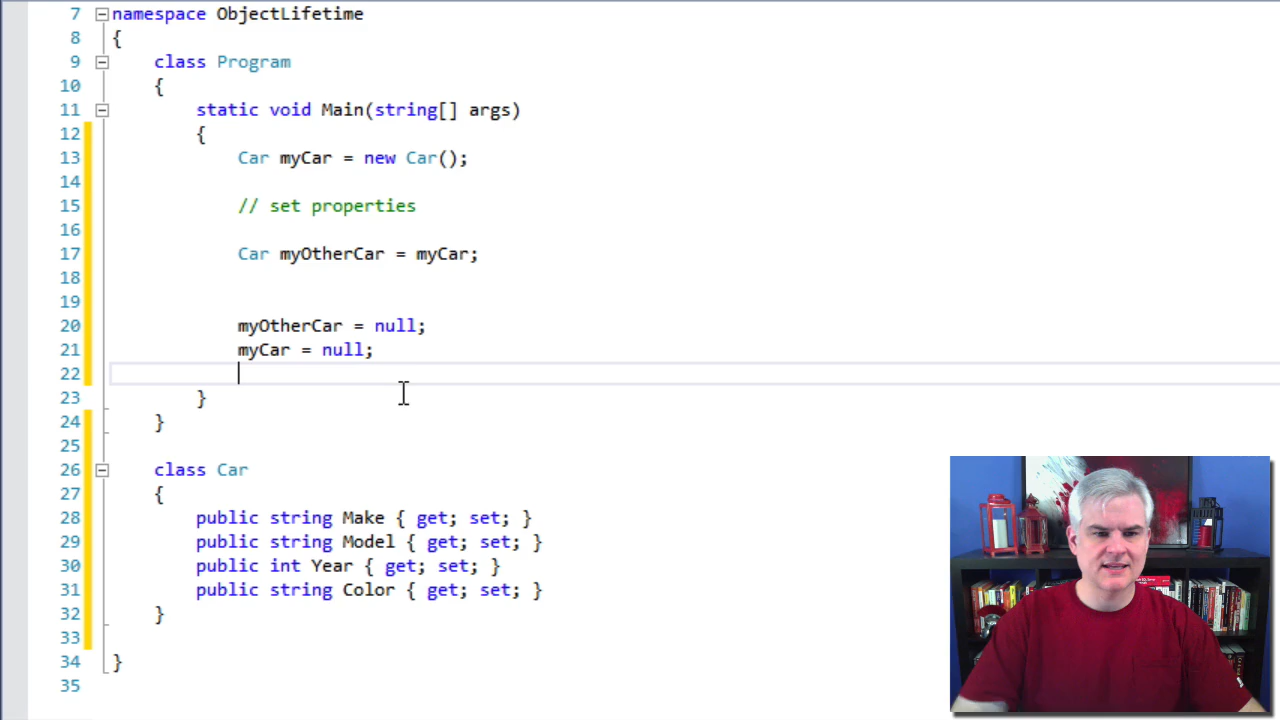 7 namespace ObjectLifetime
8 {
9 class Program
10 {
11 static void Main(string[] args)
12 {
13 Car myCar = new Car();
14
15 // set properties
16
17 Car myOtherCar = myCar;
18
19
20 myOtherCar = null;
21 myCar = null;
22
23 }
24 }
25
26 class Car
27 {
28 public string Make { get; set; }
29 public string Model { get; set; }
30 public int Year { get; set; }
31 public string Color { get; set; }
32 }
33
34 }
35